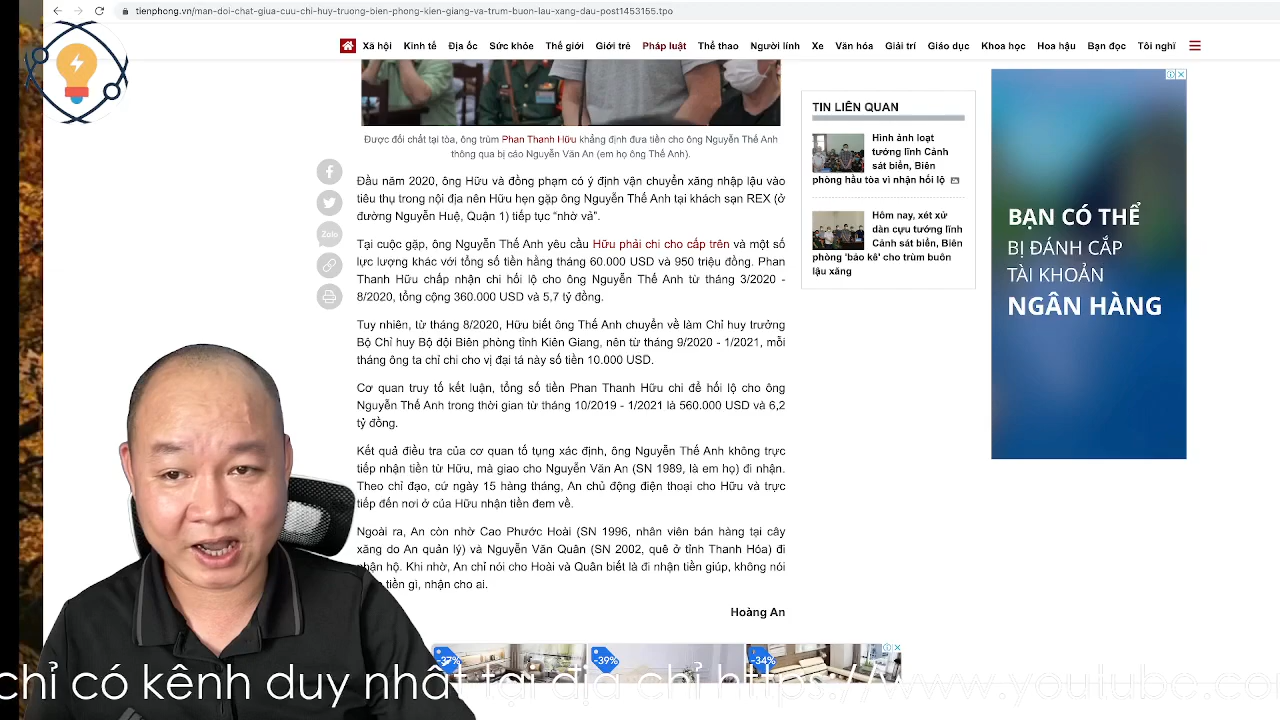 tienphong.vn/man-doi-chat-giua-cuu-chi-huy-truong-bien-phong-kien-giang-va-trum-buon-lau-xang-dau-post1453155.tpo
Xã hội Kinh tế Địa ốc Sức khỏe Thế giới Giới trẻ Pháp luật Thể thao Người lính Xe Văn hóa Giải trí Giáo dục Khoa học Hoa hậu Bạn đọc Tôi nghĩ
Được đối chất tại tòa, ông trùm Phan Thanh Hữu khẳng định đưa tiền cho ông Nguyễn Thế Anh
thông qua bị cáo Nguyễn Văn An (em họ ông Thế Anh).
Đầu năm 2020, ông Hữu và đồng phạm có ý định vận chuyển xăng nhập lậu vào
tiêu thụ trong nội địa nên Hữu hẹn gặp ông Nguyễn Thế Anh tại khách sạn REX (ở
đường Nguyễn Huệ, Quận 1) tiếp tục “nhờ vả”.
Tại cuộc gặp, ông Nguyễn Thế Anh yêu cầu Hữu phải chi cho cấp trên và một số
lực lượng khác với tổng số tiền hằng tháng 60.000 USD và 950 triệu đồng. Phan
Thanh Hữu chấp nhận chi hối lộ cho ông Nguyễn Thế Anh từ tháng 3/2020 -
8/2020, tổng cộng 360.000 USD và 5,7 tỷ đồng.
Tuy nhiên, từ tháng 8/2020, Hữu biết ông Thế Anh chuyển về làm Chỉ huy trưởng
Bộ Chỉ huy Bộ đội Biên phòng tỉnh Kiên Giang, nên từ tháng 9/2020 - 1/2021, mỗi
tháng ông ta chỉ chi cho vị đại tá này số tiền 10.000 USD.
Cơ quan truy tố kết luận, tổng số tiền Phan Thanh Hữu chi để hối lộ cho ông
Nguyễn Thế Anh trong thời gian từ tháng 10/2019 - 1/2021 là 560.000 USD và 6,2
tỷ đồng.
Kết quả điều tra của cơ quan tố tụng xác định, ông Nguyễn Thế Anh không trực
tiếp nhận tiền từ Hữu, mà giao cho Nguyễn Văn An (SN 1989, là em họ) đi nhận.
Theo chỉ đạo, cứ ngày 15 hàng tháng, An chủ động điện thoại cho Hữu và trực
tiếp đến nơi ở của Hữu nhận tiền đem về.
Ngoài ra, An còn nhờ Cao Phước Hoài (SN 1996, nhân viên bán hàng tại cây
xăng do An quản lý) và Nguyễn Văn Quân (SN 2002, quê ở tỉnh Thanh Hóa) đi
nhận hộ. Khi nhờ, An chỉ nói cho Hoài và Quân biết là đi nhận tiền giúp, không nói
tiền gì, nhận cho ai.
Hoàng An
Zalo
TIN LIÊN QUAN
Hình ảnh loạt
tướng lĩnh Cảnh
sát biển, Biên
phòng hầu tòa vì nhận hối lộ
Hôm nay, xét xử
dàn cựu tướng lĩnh
Cảnh sát biển, Biên
phòng 'bảo kê' cho trùm buôn
lậu xăng
BẠN CÓ THỂ
BỊ ĐÁNH CẮP
TÀI KHOẢN
NGÂN HÀNG
-37% -39% -34%
chỉ có kênh duy nhất tại địa chỉ https://www.youtube.co